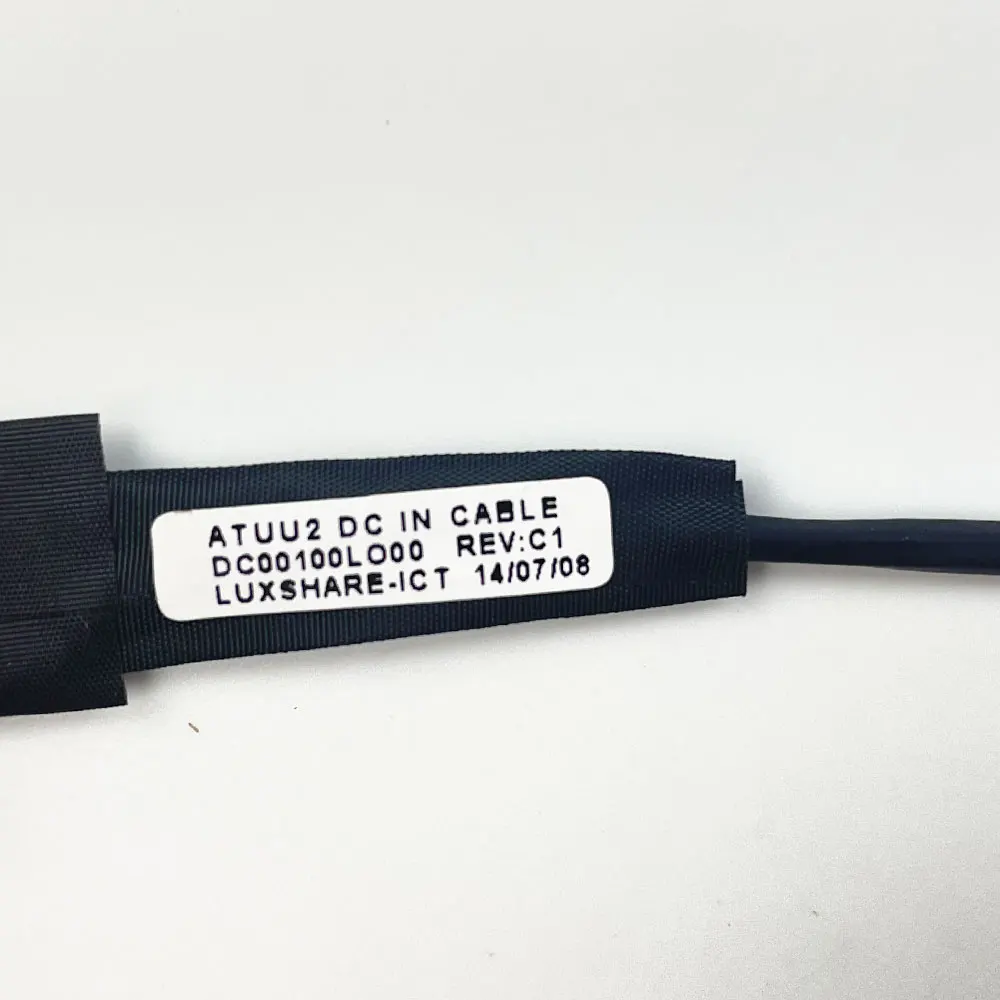 ATUU2 DC IN CABLE
DC00100LO00 REV:C1
LUXSHARE-ICT 14/07/08